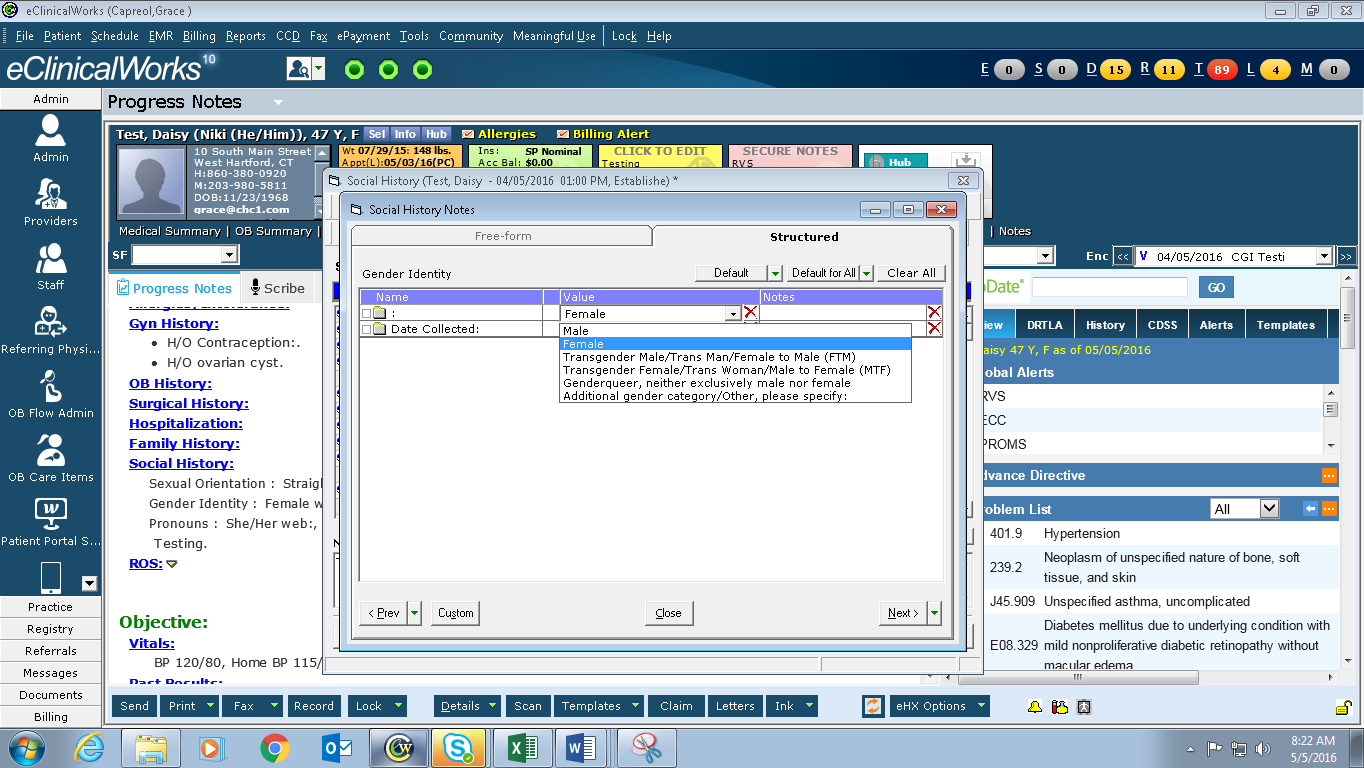 eClinicalWorks (Capreol,Grace )
File Patient Schedule EMR Billing Reports CCD Fax ePayment Tools Community Meaningful Use Lock Help
eClinicalWorks 10
E 0 S 0 D 15 R 11 T 89 L 4 M 0
Admin
Progress Notes
Admin
Providers
Staff
Referring Physi...
OB Flow Admin
OB Care Items
Patient Portal S...
Practice
Registry
Referrals
Messages
Documents
Billing
Test, Daisy (Niki (He/Him)), 47 Y, F Sel Info Hub Allergies Billing Alert
10 South Main Street
West Hartford, CT
H:860-380-0920
M:203-980-5811
DOB:11/23/1968
grace@chc1.com
Wt 07/29/15: 148 lbs.
Appt(L):05/03/16(PC)
Ins: SP Nominal
Acc Bal: $0.00
CLICK TO EDIT
Testing
SECURE NOTES
RVS
Hub
Medical Summary | OB Summary |
| Notes
SF
Enc << V 04/05/2016 CGI Testi >>
Progress Notes Scribe
Gyn History:
• H/O Contraception:.
• H/O ovarian cyst.
OB History:
Surgical History:
Hospitalization:
Family History:
Social History:
Sexual Orientation : Straig
Gender Identity : Female w
Pronouns : She/Her web:,
Testing.
ROS:
Objective:
Vitals:
BP 120/80, Home BP 115/
Past Results:
Social History (Test, Daisy - 04/05/2016 01:00 PM, Establishe) *
Social History Notes
Free-form Structured
Gender Identity Default Default for All Clear All
Name Value Notes
: Female
Date Collected:
Male
Female
Transgender Male/Trans Man/Female to Male (FTM)
Transgender Female/Trans Woman/Male to Female (MTF)
Genderqueer, neither exclusively male nor female
Additional gender category/Other, please specify:
< Prev Custom Close Next >
Date GO
iew DRTLA History CDSS Alerts Templates
aisy 47 Y, F as of 05/05/2016
lobal Alerts
RVS
ECC
PROMS
dvance Directive
roblem List All
401.9 Hypertension
239.2 Neoplasm of unspecified nature of bone, soft
tissue, and skin
J45.909 Unspecified asthma, uncomplicated
E08.329 Diabetes mellitus due to underlying condition with
mild nonproliferative diabetic retinopathy without
macular edema
Send Print Fax Record Lock Details Scan Templates Claim Letters Ink eHX Options
8:22 AM
5/5/2016